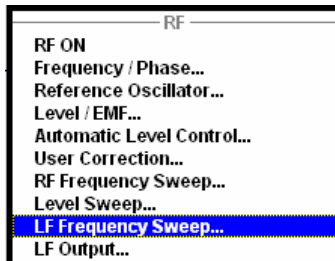 RF
RF ON
Frequency / Phase...
Reference Oscillator...
Level / EMF...
Automatic Level Control...
User Correction...
RF Frequency Sweep...
Level Sweep...
LF Frequency Sweep...
LF Output...